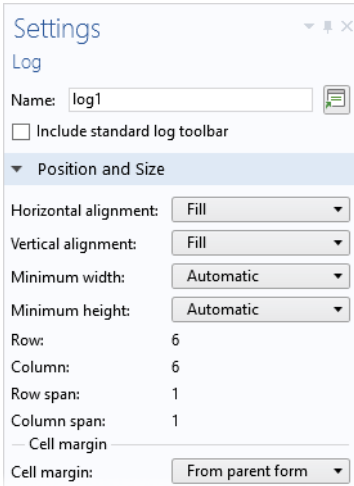 Settings
Log
Name: log1
Include standard log toolbar
Position and Size
Horizontal alignment: Fill
Vertical alignment: Fill
Minimum width: Automatic
Minimum height: Automatic
Row: 6
Column: 6
Row span: 1
Column span: 1
Cell margin
Cell margin: From parent form